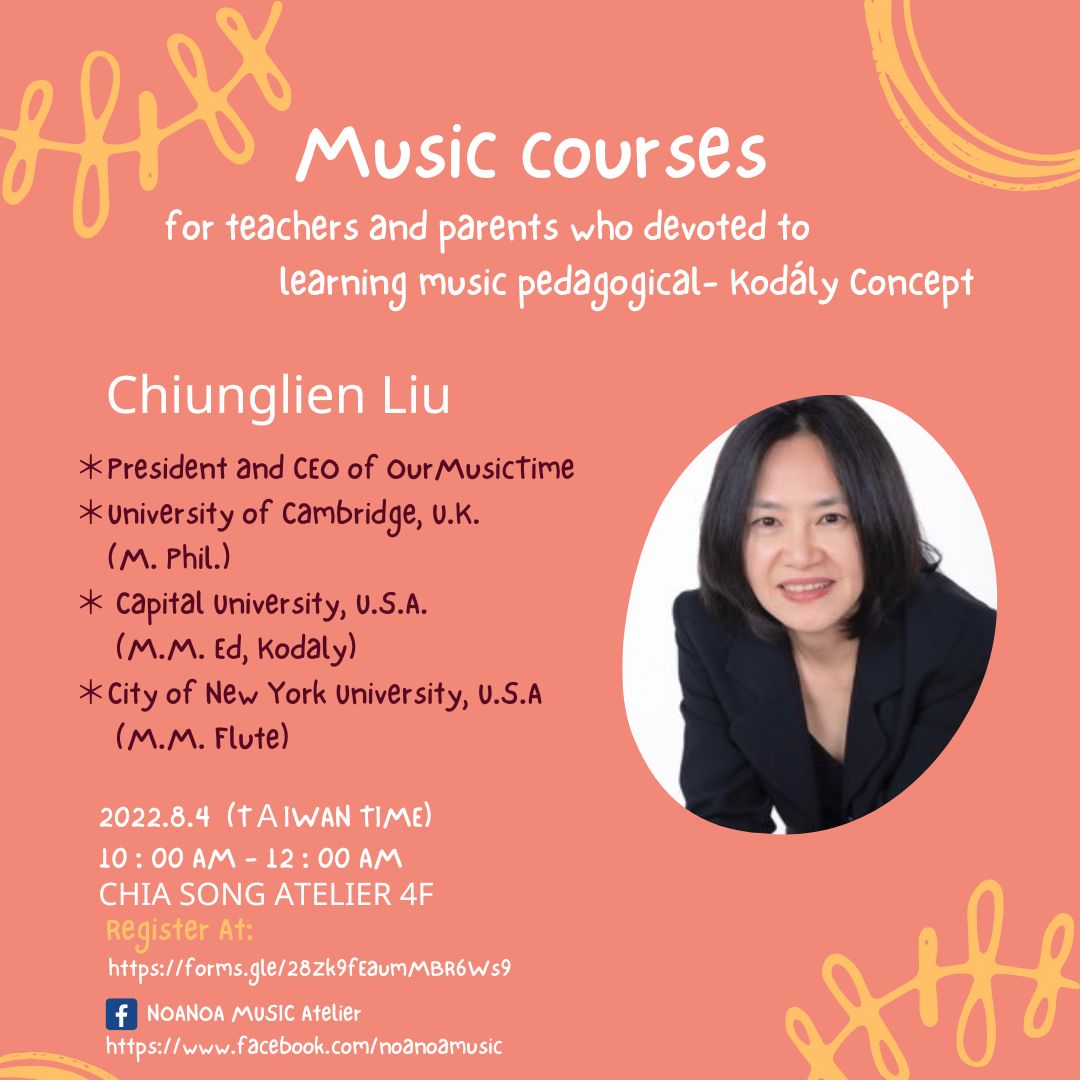 Music courses
for teachers and parents who devoted to
learning music pedagogical- Kodály Concept
Chiunglien Liu
*President and CEO of OurMusicTime
*University of Cambridge, U.K.
(M. Phil.)
* Capital University, U.S.A.
(M.M. Ed, Kodaly)
*City of New York University, U.S.A
(M.M. Flute)
2022.8.4 (TAIWAN TIME)
10 : 00 AM - 12 : 00 AM
CHIA SONG ATELIER 4F
Register At:
https://forms.gle/28Zk9fEaumMBR6Ws9
f NOANOA MUSIC Atelier
https://www.facebook.com/noanoamusic